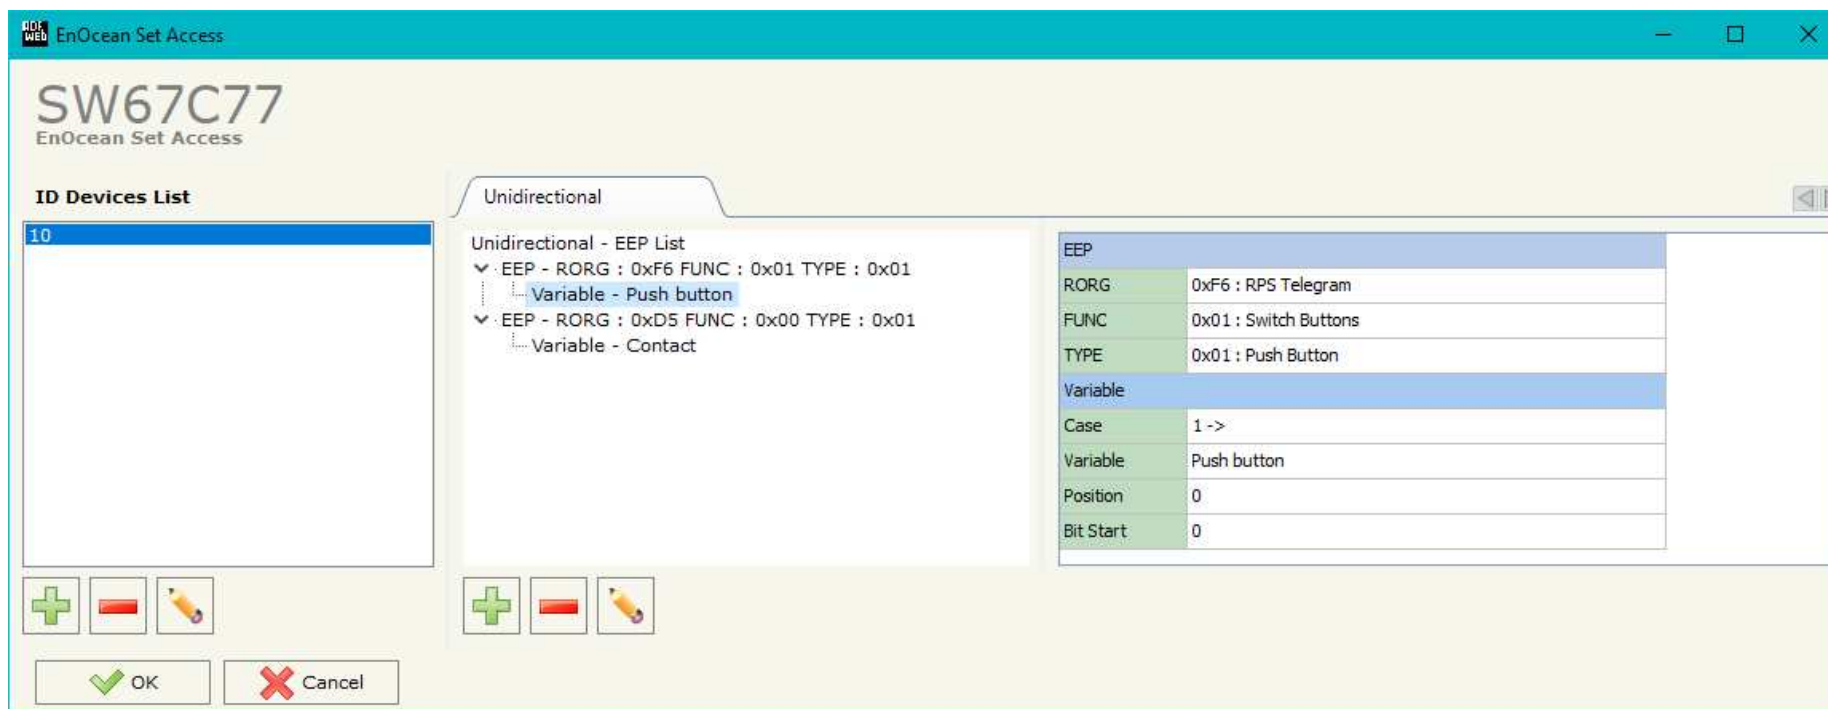 ADF
WEB
EnOcean Set Access
SW67C77
EnOcean Set Access
ID Devices List
10
Unidirectional
Unidirectional - EEP List
EEP - RORG : 0xF6 FUNC : 0x01 TYPE : 0x01
Variable - Push button
EEP - RORG : 0xD5 FUNC : 0x00 TYPE : 0x01
Variable - Contact
EEP
RORG 0xF6 : RPS Telegram
FUNC 0x01 : Switch Buttons
TYPE 0x01 : Push Button
Variable
Case 1 ->
Variable Push button
Position 0
Bit Start 0
OK
Cancel